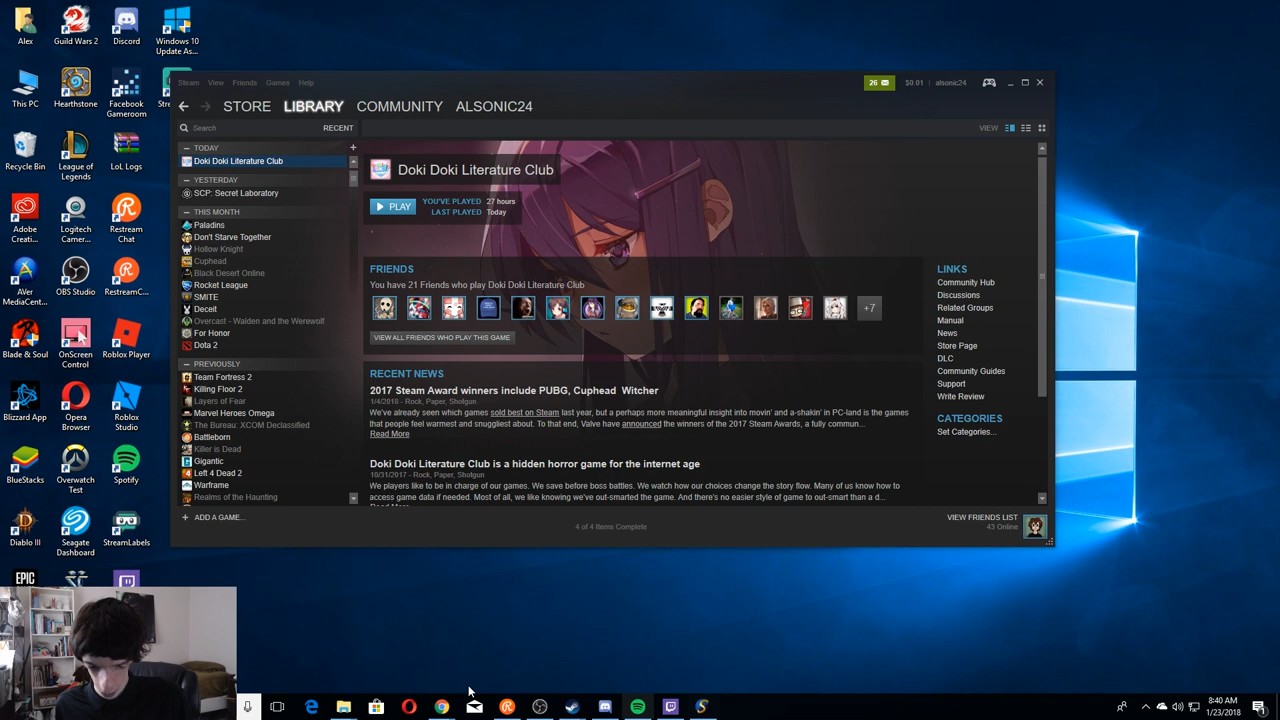 Alex
Guild Wars 2
Discord
Windows 10
Update As...
This PC
Hearthstone
Facebook
Gameroom
Stre
Recycle Bin
League of
Legends
LoL Logs
Adobe
Creati...
Logitech
Camer...
Restream
Chat
AVer
MediaCent...
OBS Studio
RestreamC...
Blade & Soul
OnScreen
Control
Roblox Player
Blizzard App
Opera
Browser
Roblox
Studio
BlueStacks
Overwatch
Test
Spotify
Diablo III
Seagate
Dashboard
StreamLabels
EPIC
Steam View Friends Games Help
26 $0.01 alsonic24
STORE LIBRARY COMMUNITY ALSONIC24
Search RECENT VIEW
TODAY
Doki Doki Literature Club
YESTERDAY
SCP: Secret Laboratory
THIS MONTH
Paladins
Don't Starve Together
Hollow Knight
Cuphead
Black Desert Online
Rocket League
SMITE
Deceit
Overcast - Walden and the Werewolf
For Honor
Dota 2
PREVIOUSLY
Team Fortress 2
Killing Floor 2
Layers of Fear
Marvel Heroes Omega
The Bureau: XCOM Declassified
Battleborn
Killer is Dead
Gigantic
Left 4 Dead 2
Warframe
Realms of the Haunting
Doki Doki Literature Club
PLAY
YOU'VE PLAYED 27 hours
LAST PLAYED Today
FRIENDS
You have 21 Friends who play Doki Doki Literature Club
+7
VIEW ALL FRIENDS WHO PLAY THIS GAME
RECENT NEWS
2017 Steam Award winners include PUBG, Cuphead Witcher
1/4/2018 - Rock, Paper, Shotgun
We've already seen which games sold best on Steam last year, but a perhaps more meaningful insight into movin' and a-shakin' in PC-land is the games
that people feel warmest and snuggliest about. To that end, Valve have announced the winners of the 2017 Steam Awards, a fully commun...
Read More
Doki Doki Literature Club is a hidden horror game for the internet age
10/31/2017 - Rock, Paper, Shotgun
We players like to be in charge of our games. We save before boss battles. We watch how our choices change the story flow. Many of us know how to
access game data if needed. Most of all, we like knowing we've out-smarted the game. And there's no easier style of game to out-smart than a d...
Read More
LINKS
Community Hub
Discussions
Related Groups
Manual
News
Store Page
DLC
Community Guides
Support
Write Review
CATEGORIES
Set Categories...
ADD A GAME...
4 of 4 Items Complete
VIEW FRIENDS LIST
43 Online
8:40 AM
1/23/2018